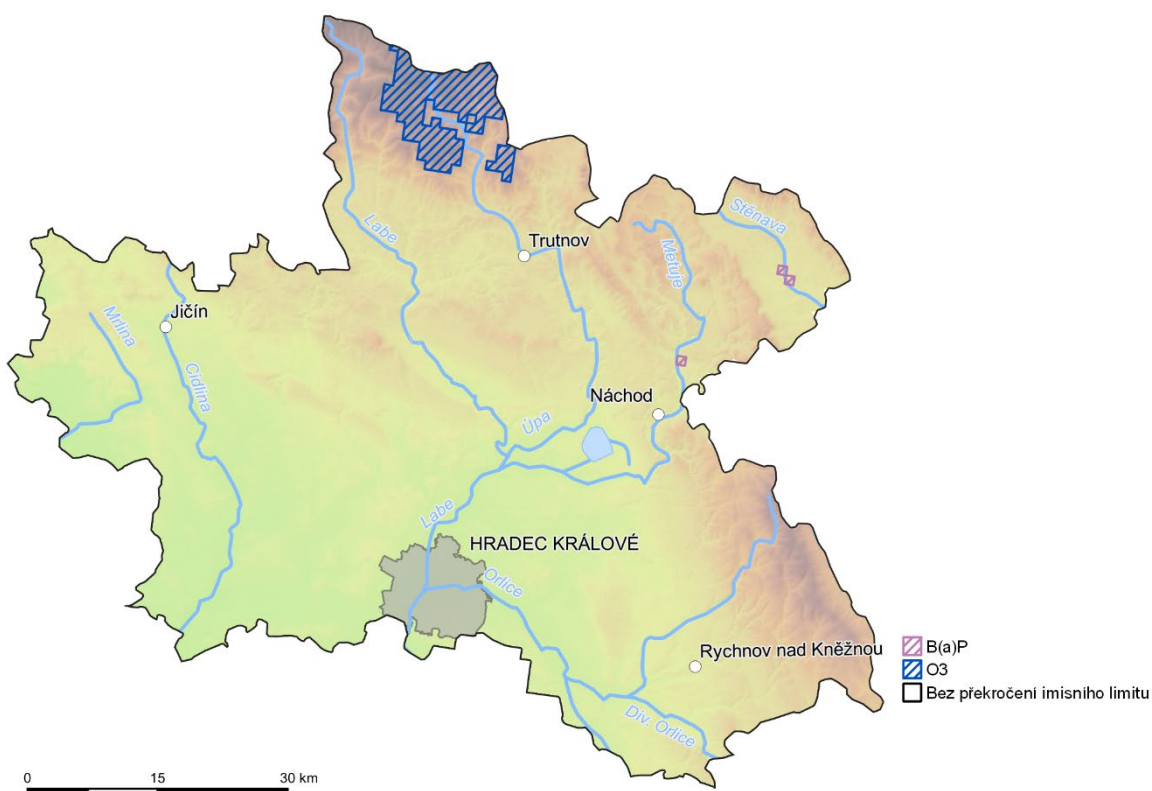 Labe
Trutnov
Metuje
Stěnava
Mrlina
Jičín
Cidlina
Náchod
Úpa
Labe
HRADEC KRÁLOVÉ
Orlice
Rychnov nad Kněžnou
Div. Orlice
B(a)P
O3
Bez překročení imisního limitu
0 15 30 km